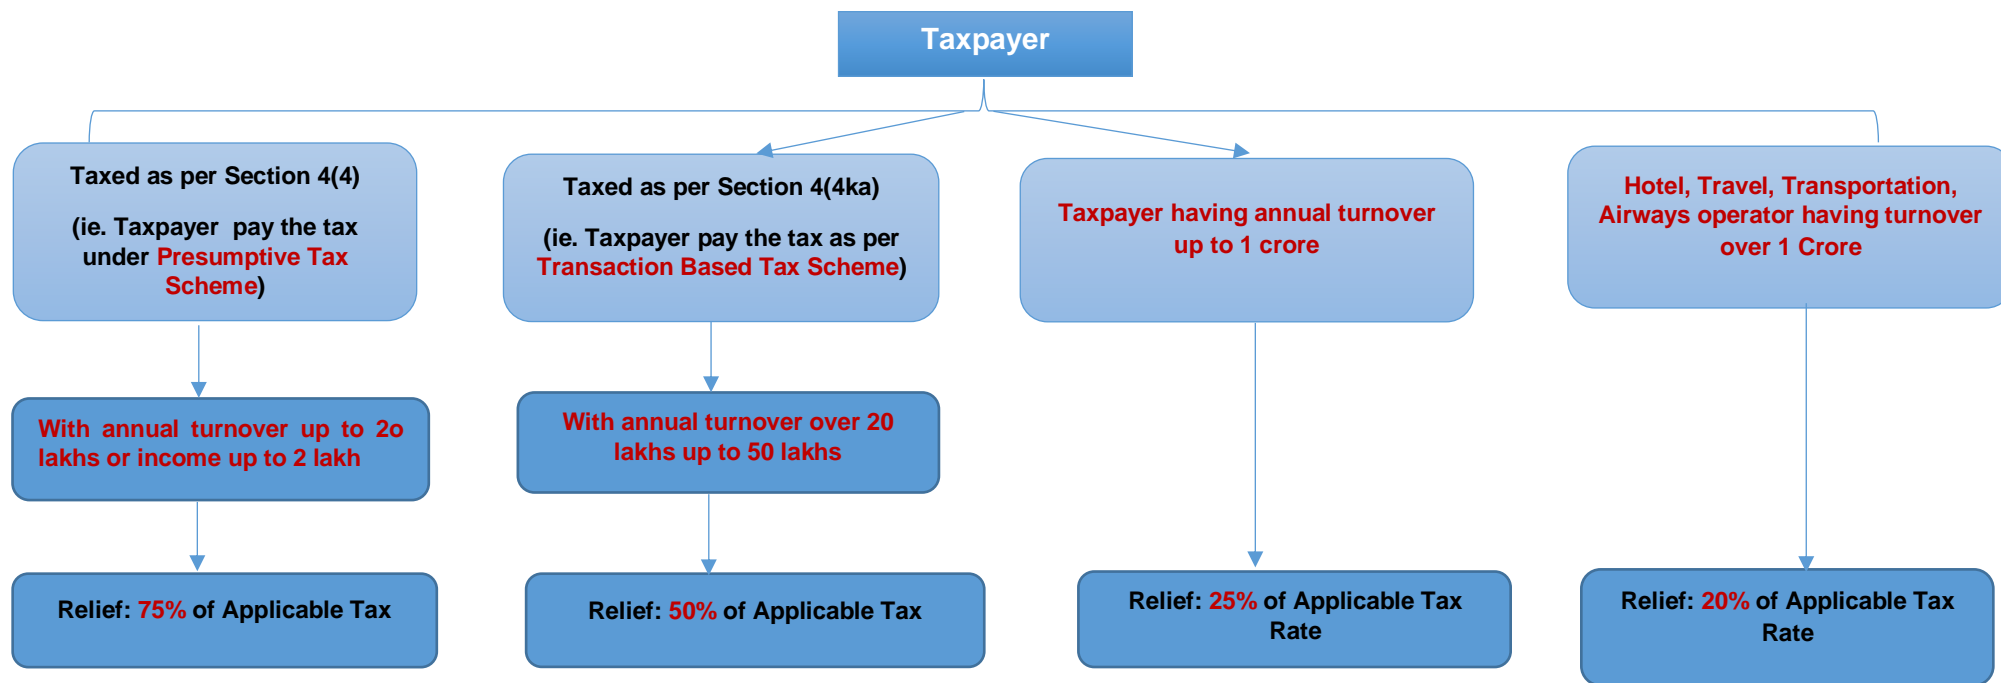 Taxpayer
Taxed as per Section 4(4)
(ie. Taxpayer pay the tax
under Presumptive Tax
Scheme)
Taxed as per Section 4(4ka)
(ie. Taxpayer pay the tax as per
Transaction Based Tax Scheme)
Taxpayer having annual turnover
up to 1 crore
Hotel, Travel, Transportation,
Airways operator having turnover
over 1 Crore
With annual turnover up to 2o
lakhs or income up to 2 lakh
With annual turnover over 20
lakhs up to 50 lakhs
Relief: 75% of Applicable Tax
Relief: 50% of Applicable Tax
Relief: 25% of Applicable Tax
Rate
Relief: 20% of Applicable Tax
Rate